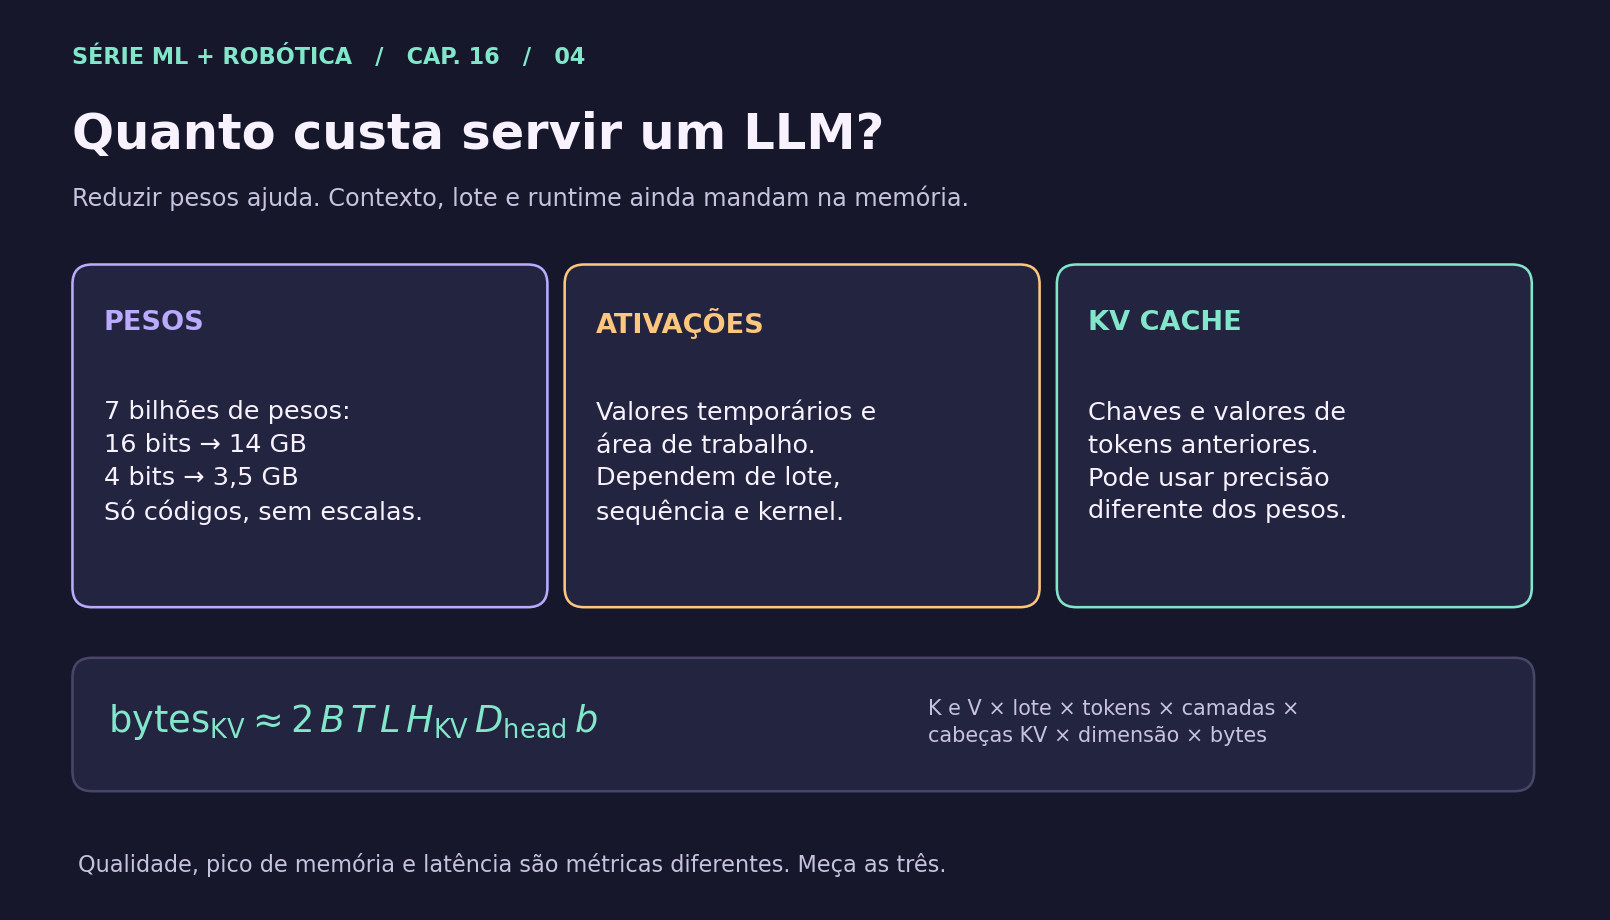 SÉRIE ML + ROBÓTICA / CAP. 16 / 04
Quanto custa servir um LLM?
Reduzir pesos ajuda. Contexto, lote e runtime ainda mandam na memória.
PESOS
7 bilhões de pesos:
16 bits → 14 GB
4 bits → 3,5 GB
Só códigos, sem escalas.
ATIVAÇÕES
Valores temporários e
área de trabalho.
Dependem de lote,
sequência e kernel.
KV CACHE
Chaves e valores de
tokens anteriores.
Pode usar precisão
diferente dos pesos.
bytes_KV ≈ 2 B T L H_KV D_head b
K e V × lote × tokens × camadas ×
cabeças KV × dimensão × bytes
Qualidade, pico de memória e latência são métricas diferentes. Meça as três.